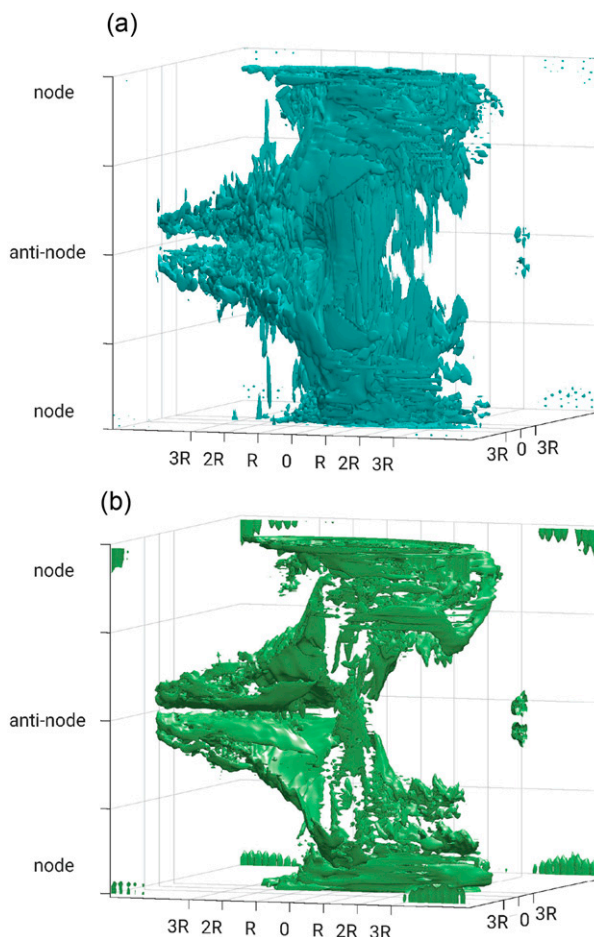 (a)
node
anti-node
node
3R 2R R 0 R 2R 3R
3R 0 3R
(b)
node
anti-node
node
3R 2R R 0 R 2R 3R
3R 0 3R